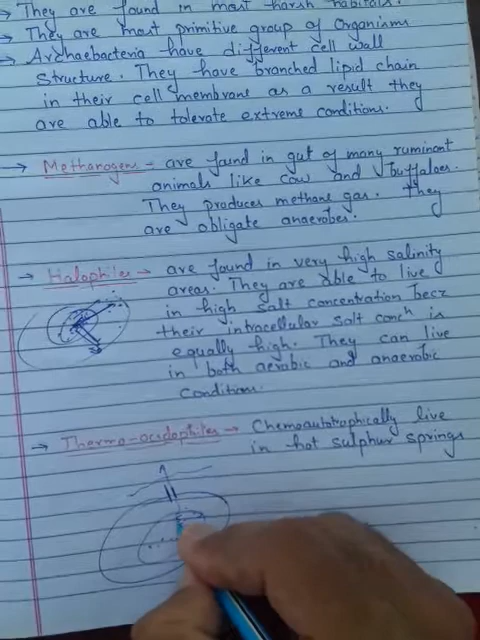 → They are found in most harsh habitats.
→ They are most primitive group of Organisms
→ Archaebacteria have different cell wall
structure. They have branched lipid chain
in their cell membrane as a result they
are able to tolerate extreme conditions.
→ Methanogens - are found in gut of many ruminant
animals like cow and buffaloes.
They produces methane gas. They
are obligate anaerobes.
→ Halophiles → are found in very high salinity
areas. They are able to live
in high salt concentration becz
their intracellular salt conc^n is
equally high. They can live
in both aerobic and anaerobic
condition.
→ Thermo-acidophiles → Chemoautotrophically live
in hot sulphur springs